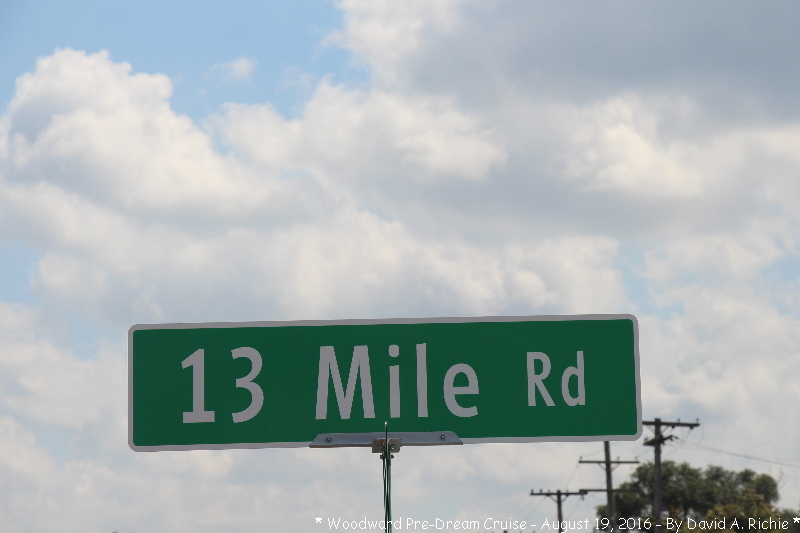 13 Mile Rd
* Woodward Pre-Dream Cruise - August 19, 2016 - By David A. Richie *